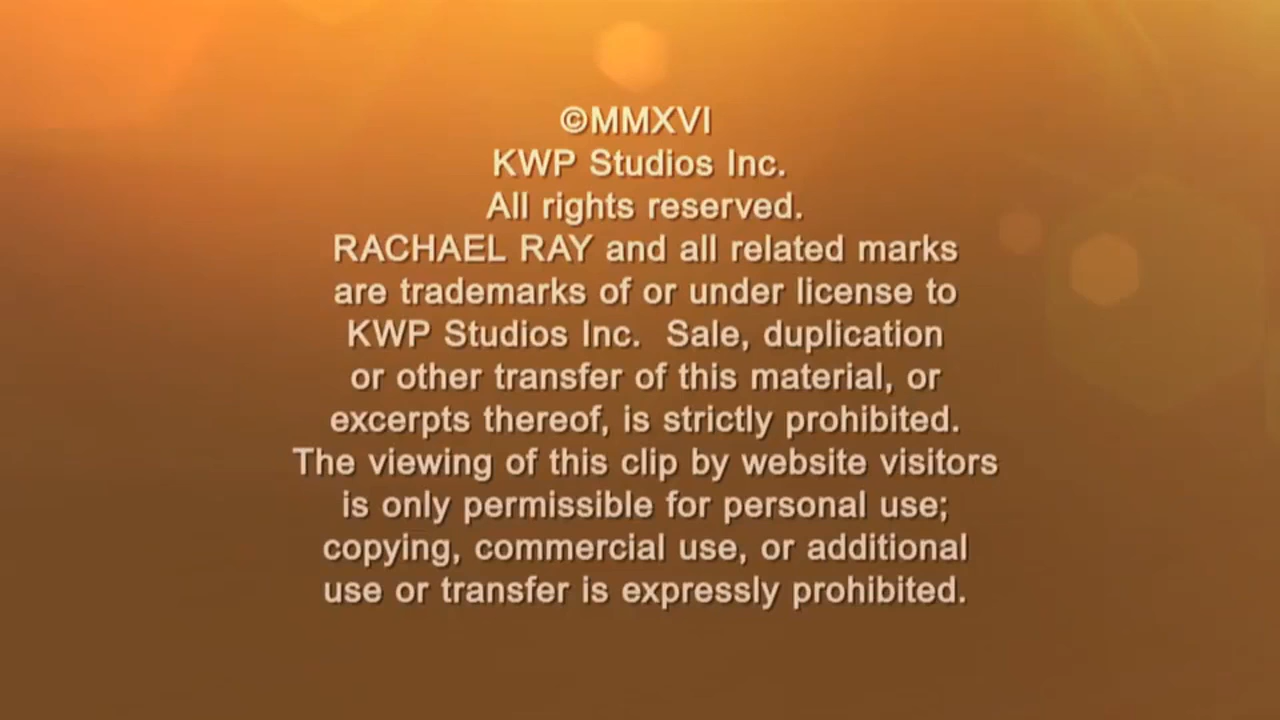 ©MMXVI
KWP Studios Inc.
All rights reserved.
RACHAEL RAY and all related marks
are trademarks of or under license to
KWP Studios Inc.  Sale, duplication
or other transfer of this material, or
excerpts thereof, is strictly prohibited.
The viewing of this clip by website visitors
is only permissible for personal use;
copying, commercial use, or additional
use or transfer is expressly prohibited.